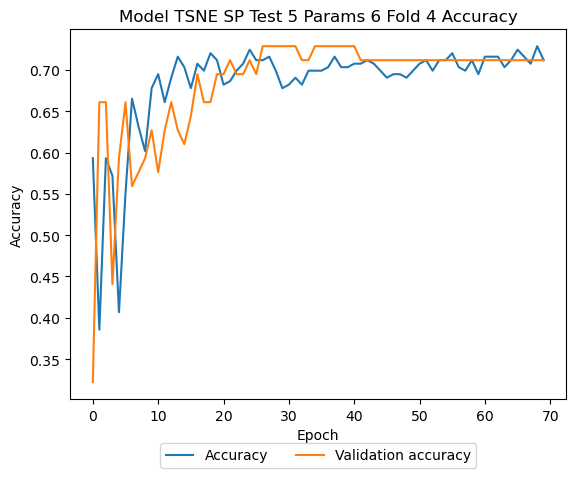 Model TSNE SP Test 5 Params 6 Fold 4 Accuracy
0.70
0.65
0.60
0.55
0.50
0.45
0.40
0.35
Accuracy
0 10 20 30 40 50 60 70
Epoch
Accuracy Validation accuracy